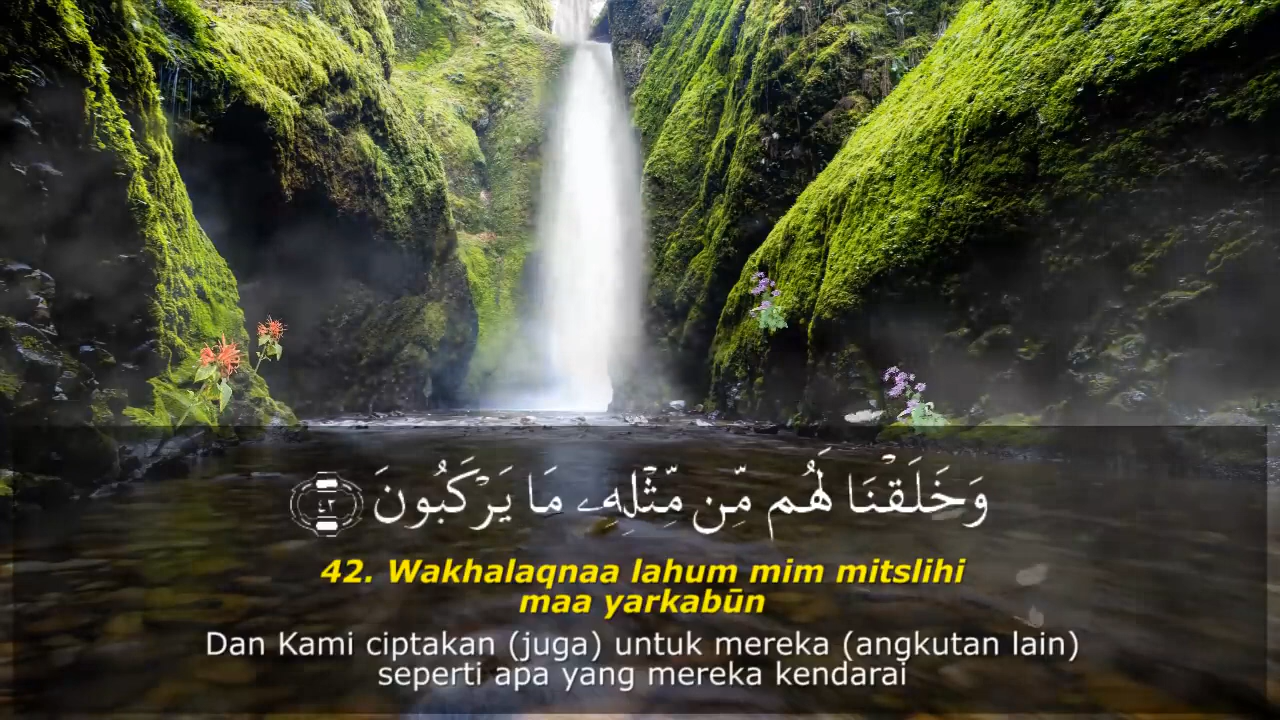 وَخَلَقْنَا لَهُم مِّن مِّثْلِهِۦ مَا يَرْكَبُونَ ٤٢
42. Wakhalaqnaa lahum mim mitslihi
maa yarkabūn
Dan Kami ciptakan (juga) untuk mereka (angkutan lain)
seperti apa yang mereka kendarai